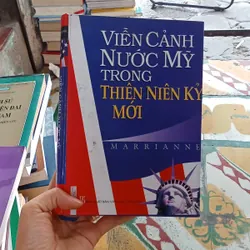 VIỄN CẢNH
NƯỚC MỸ
TRONG
THIÊN NIÊN KỶ
MỚI
MARRIANNE